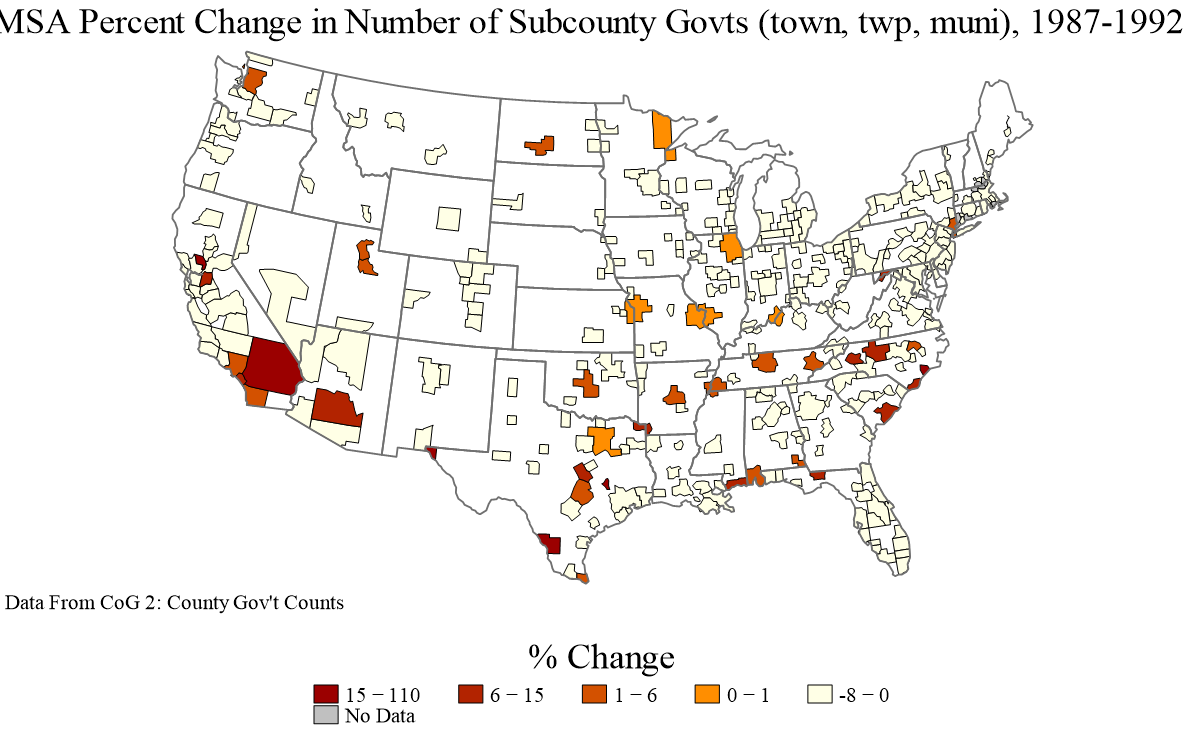 MSA Percent Change in Number of Subcounty Govts (town, twp, muni), 1987-1992
Data From CoG 2: County Gov't Counts
% Change
15 − 110
6 − 15
1 − 6
0 − 1
-8 − 0
No Data